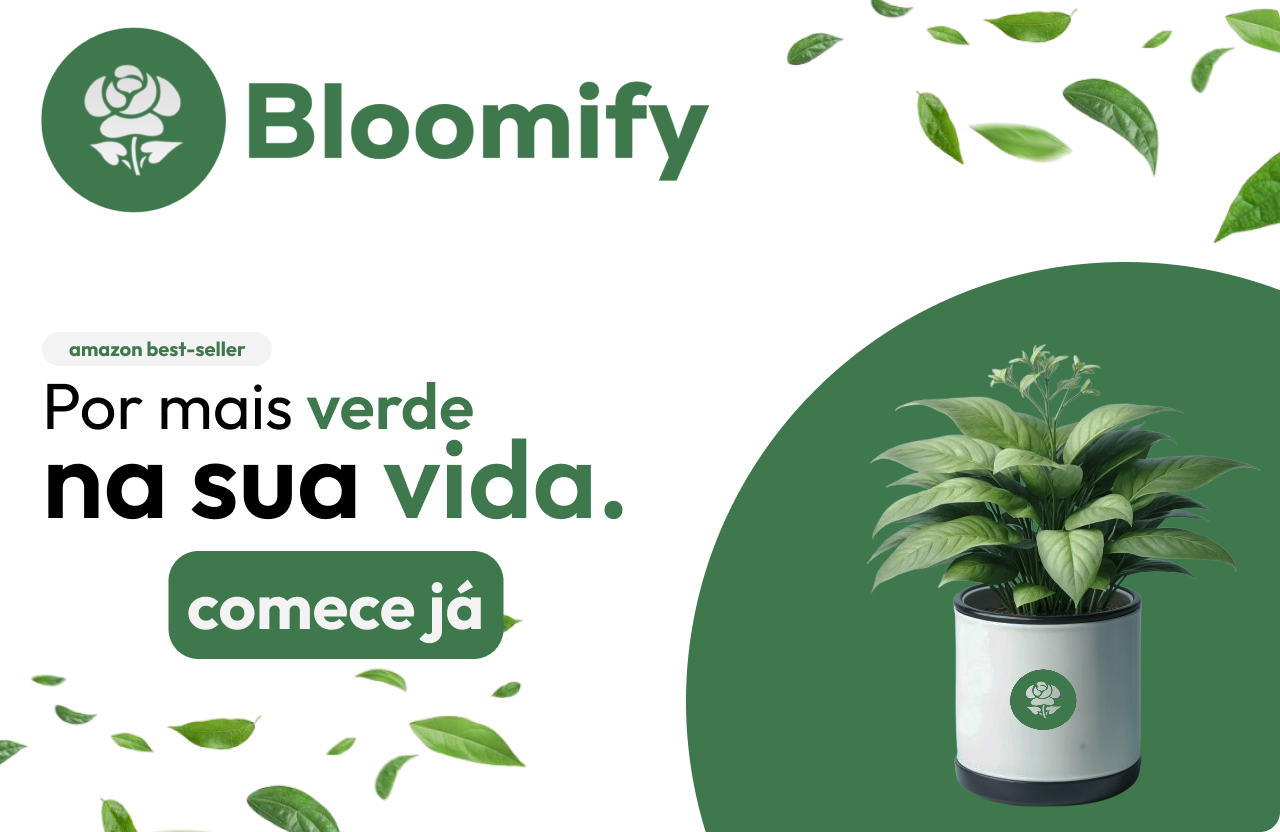 Bloomify
amazon best-seller
Por mais verde
na sua vida.
comece já